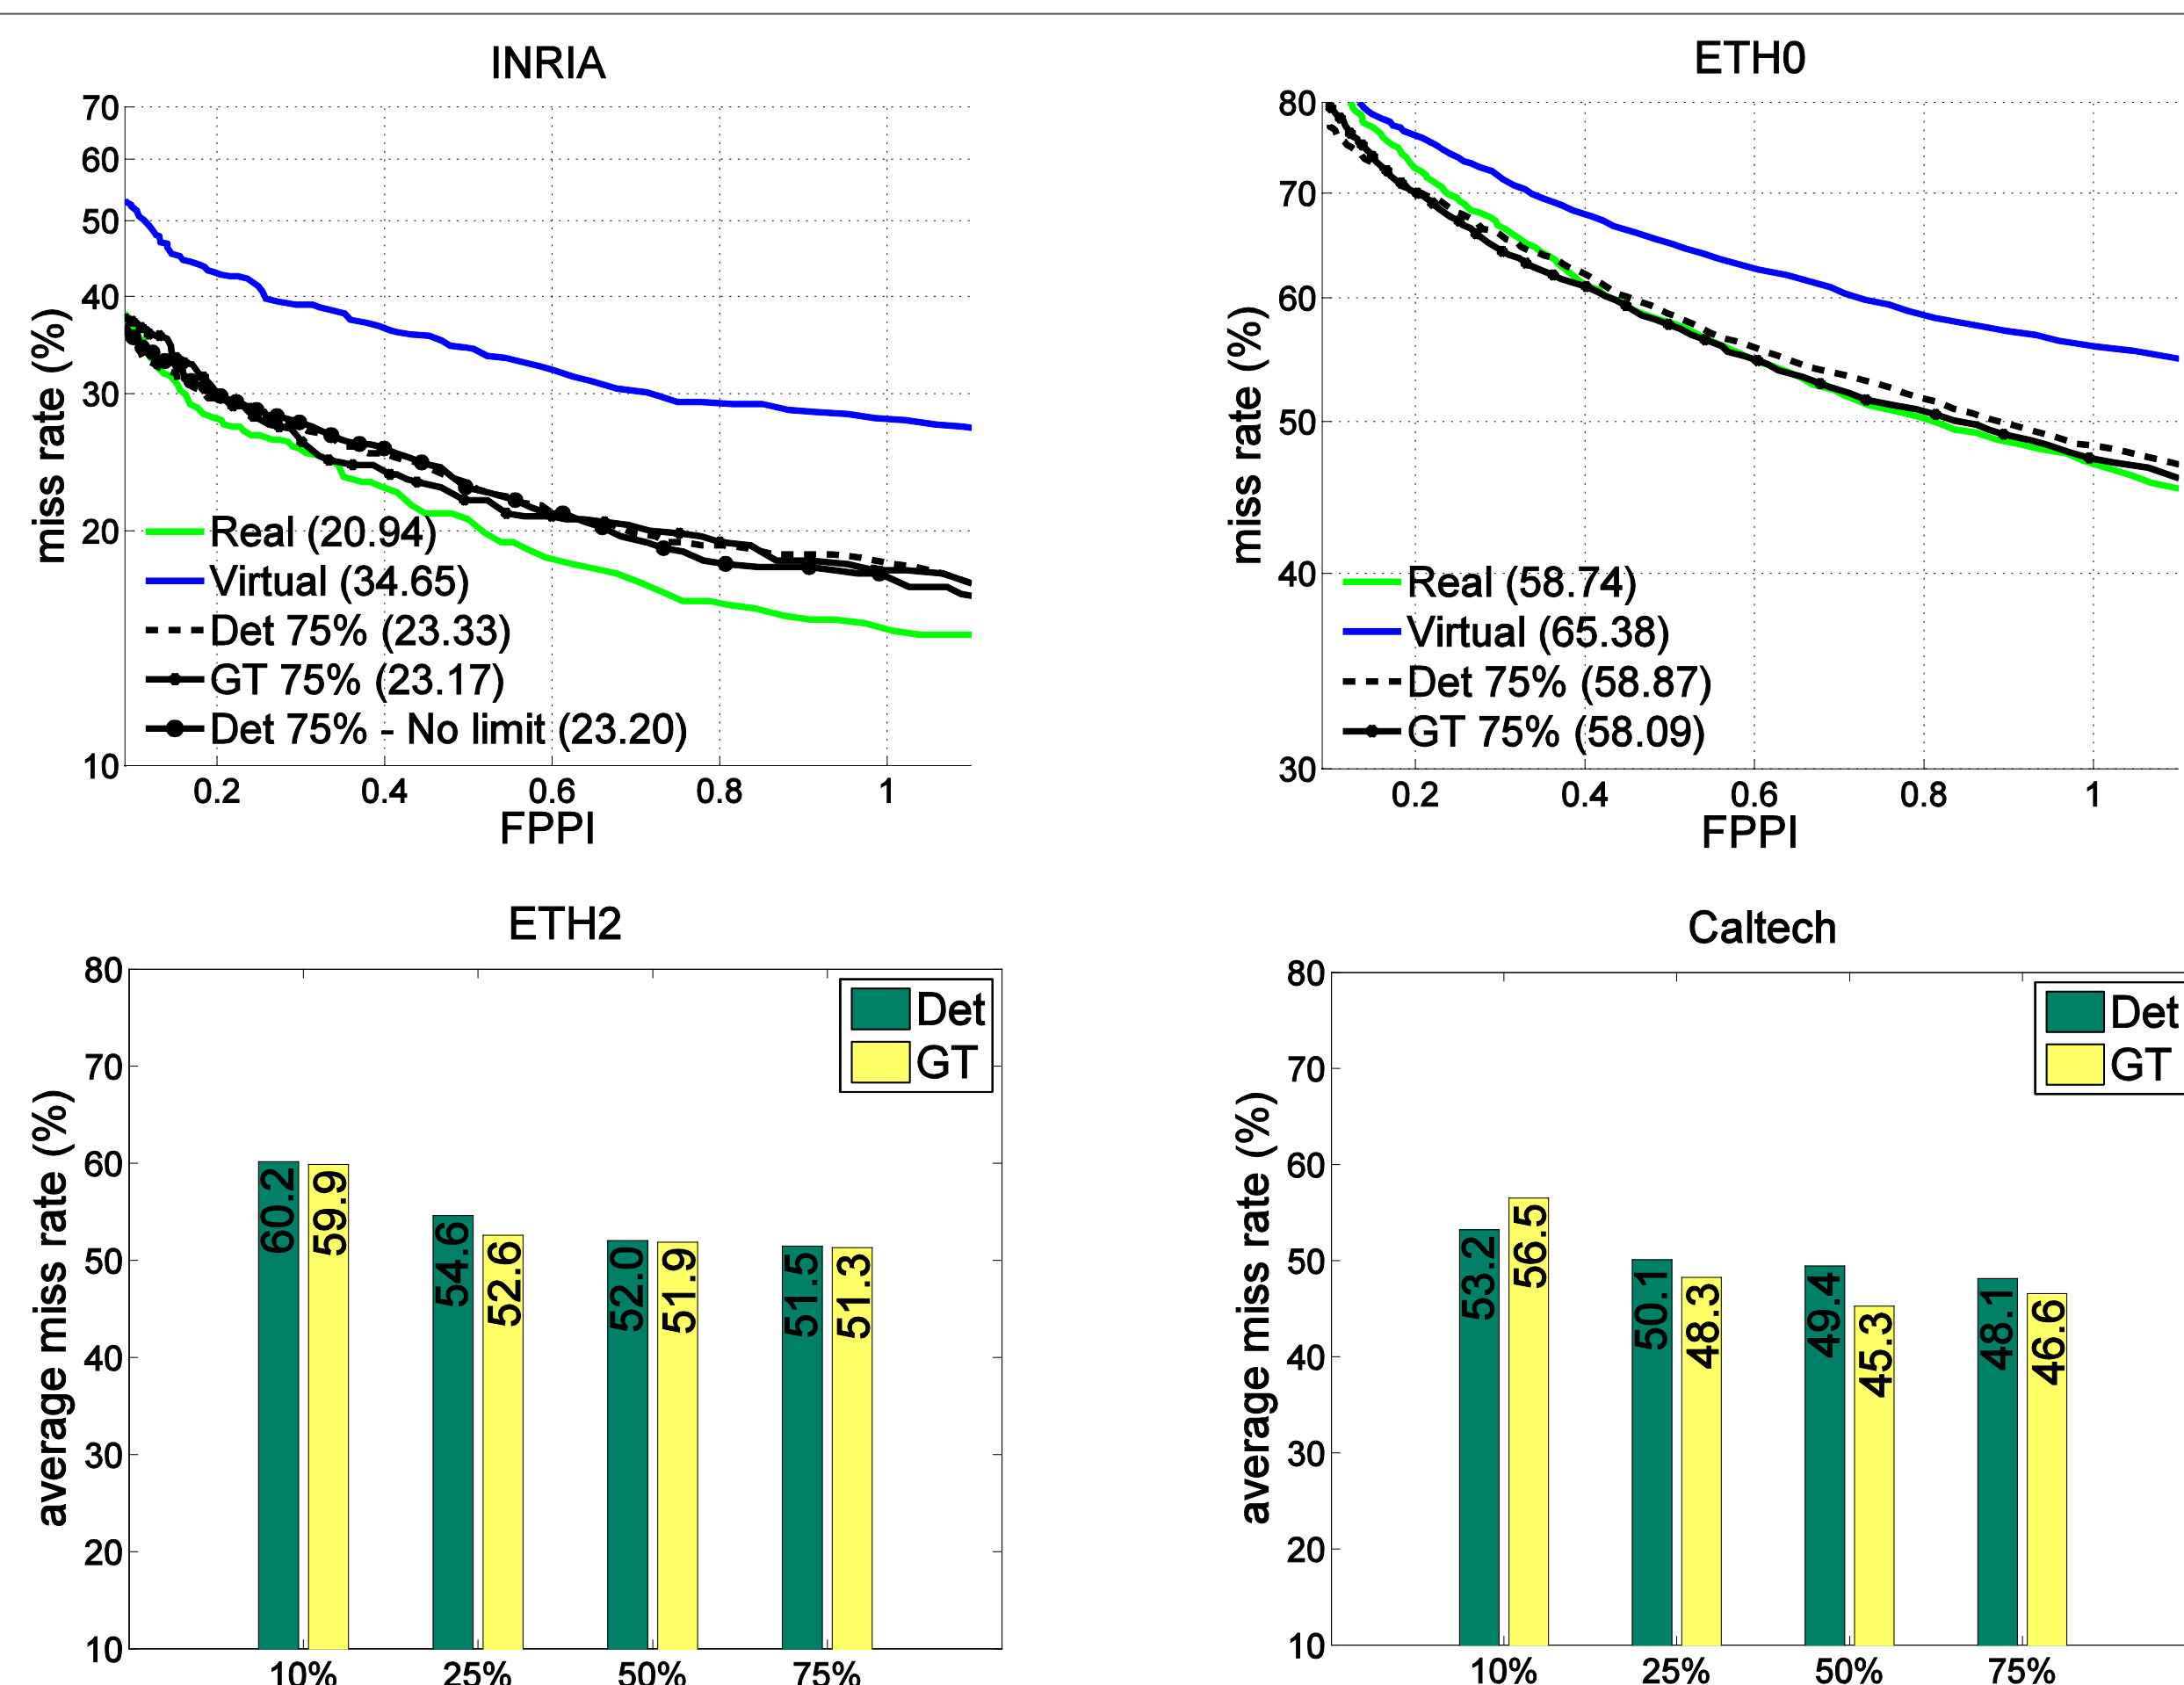 INRIA
70
60
50
40
30
20
10
miss rate (%)
Real (20.94)
Virtual (34.65)
Det 75% (23.33)
GT 75% (23.17)
Det 75% - No limit (23.20)
0.2 0.4 0.6 0.8 1
FPPI
ETH0
80
70
60
50
40
30
miss rate (%)
Real (58.74)
Virtual (65.38)
Det 75% (58.87)
GT 75% (58.09)
0.2 0.4 0.6 0.8 1
FPPI
ETH2
80
70
60
50
40
30
20
10
average miss rate (%)
Det
GT
60.2 59.9 54.6 52.6 52.0 51.9 51.5 51.3
10% 25% 50% 75%
Caltech
80
70
60
50
40
30
20
10
average miss rate (%)
Det
GT
53.2 56.5 50.1 48.3 49.4 45.3 48.1 46.6
10% 25% 50% 75%